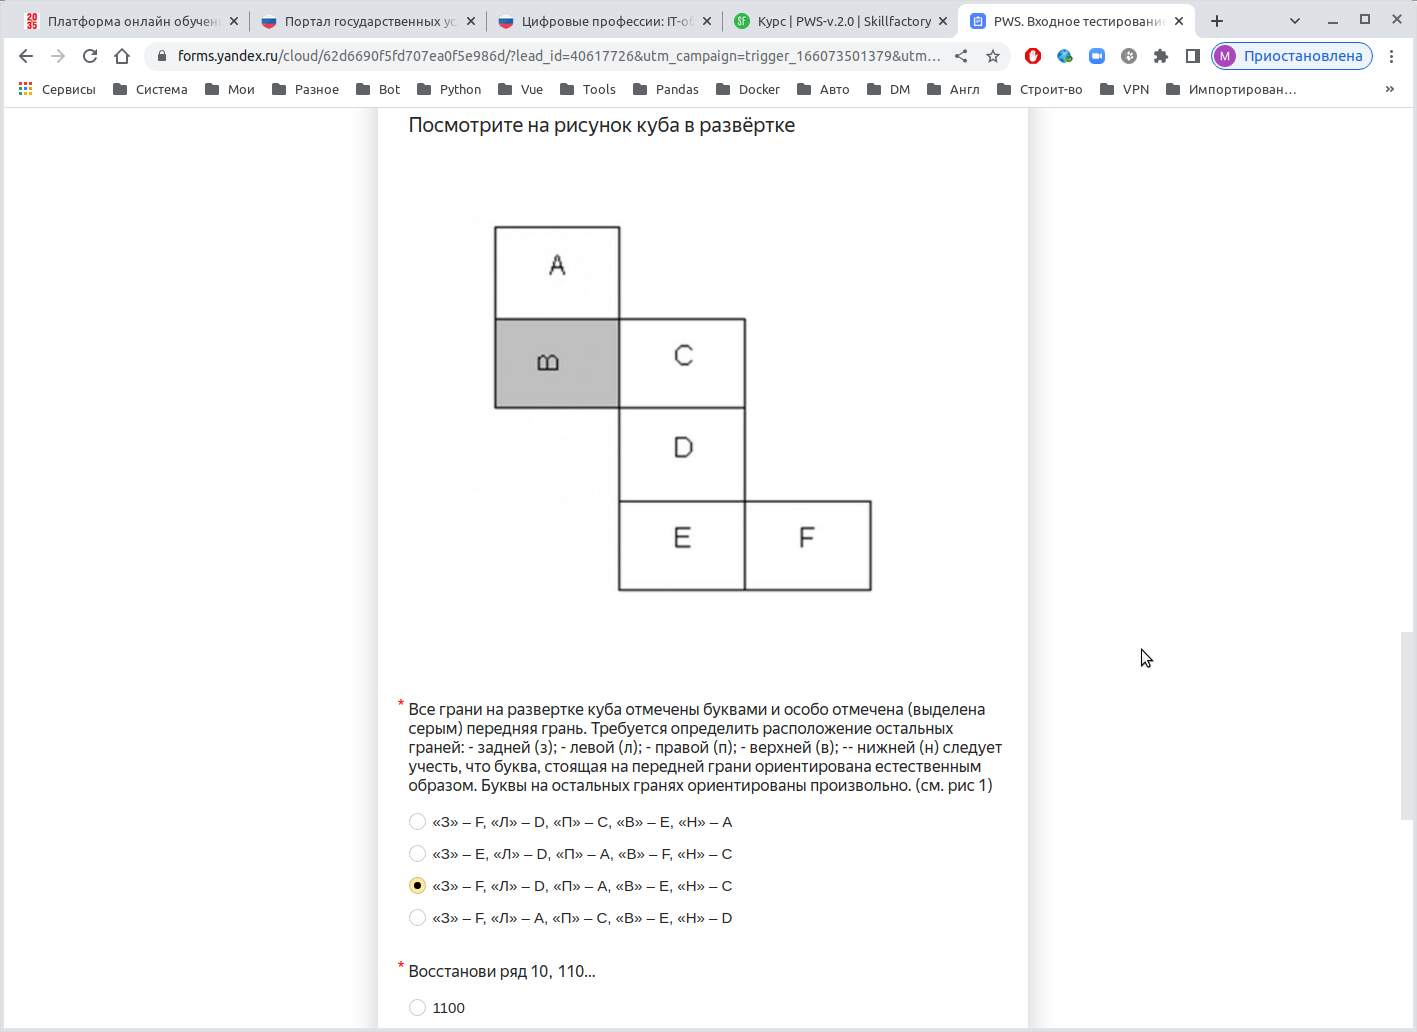 Платформа онлайн обучен
Портал государственных ус
Цифровые профессии: IT-об
Курс | PWS-v.2.0 | Skillfactory
PWS. Входное тестирование
forms.yandex.ru/cloud/62d6690f5fd707ea0f5e986d/?lead_id=40617726&utm_campaign=trigger_166073501379&utm...
M Приостановлена
Сервисы Система Мои Разное Bot Python Vue Tools Pandas Docker Авто DM Англ Строит-во VPN Импортирован... »
Посмотрите на рисунок куба в развёртке
A
B C
D
E F
* Все грани на развертке куба отмечены буквами и особо отмечена (выделена
серым) передняя грань. Требуется определить расположение остальных
граней: - задней (з); - левой (л); - правой (п); - верхней (в); -- нижней (н) следует
учесть, что буква, стоящая на передней грани ориентирована естественным
образом. Буквы на остальных гранях ориентированы произвольно. (см. рис 1)
«З» – F, «Л» – D, «П» – C, «В» – E, «Н» – A
«З» – E, «Л» – D, «П» – A, «В» – F, «Н» – C
«З» – F, «Л» – D, «П» – A, «В» – E, «Н» – C
«З» – F, «Л» – A, «П» – C, «В» – E, «Н» – D
* Восстанови ряд 10, 110...
1100